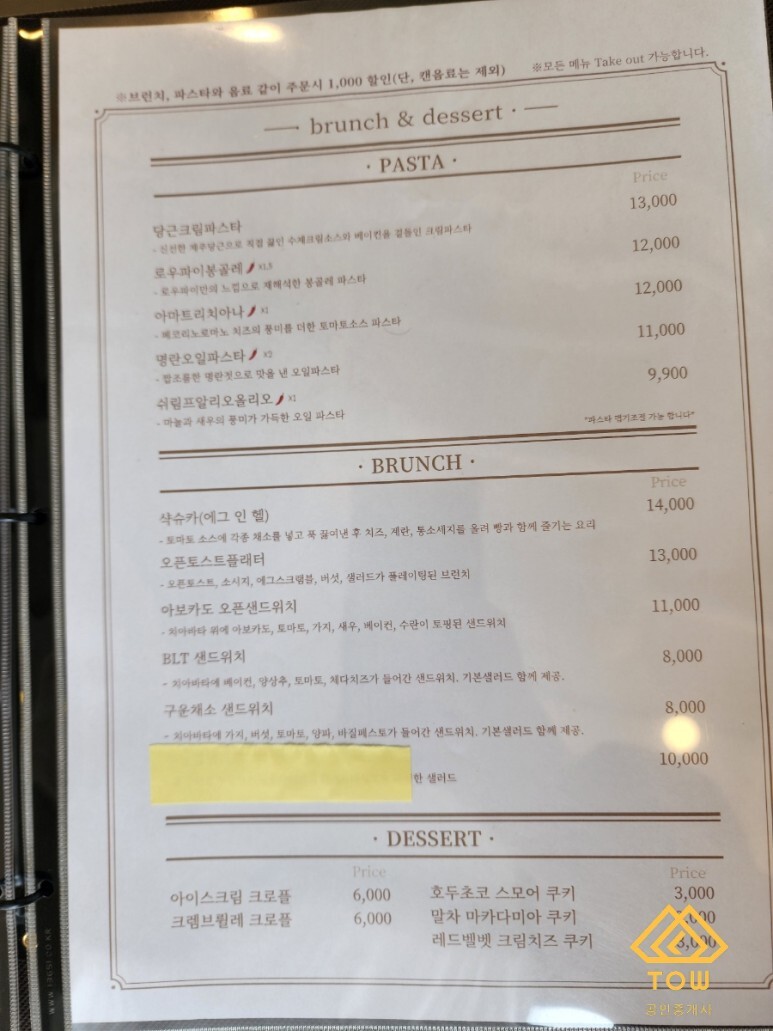 ※브런치, 파스타와 음료 같이 주문시 1,000 할인(단, 캔음료는 제외)
※모든 메뉴 Take out 가능합니다.
brunch & dessert ·
· PASTA ·
Price
당근크림파스타 13,000
- 신선한 제주당근으로 직접 끓인 수제크림소스와 베이컨을 곁들인 크림파스타
로우파이봉골레 x1.5 12,000
- 로우파이만의 느낌으로 재해석한 봉골레 파스타
아마트리치아나 x1 12,000
- 페코리노로마노 치즈의 풍미를 더한 토마토소스 파스타
명란오일파스타 x2 11,000
- 짭조름한 명란젓으로 맛을 낸 오일파스타
쉬림프알리오올리오 x1 9,900
- 마늘과 새우의 풍미가 가득한 오일 파스타
"파스타 맵기조절 가능 합니다"
· BRUNCH ·
Price
샥슈카(에그 인 헬) 14,000
- 토마토 소스에 각종 채소를 넣고 푹 끓이낸 후 치즈, 계란, 통소세지를 올려 빵과 함께 즐기는 요리
오픈토스트플래터 13,000
- 오픈토스트, 소시지, 에그스크램블, 버섯, 샐러드가 플레이팅된 브런치
아보카도 오픈샌드위치 11,000
- 치아바타 위에 아보카도, 토마토, 가지, 새우, 베이컨, 수란이 토핑된 샌드위치
BLT 샌드위치 8,000
- 치아바타에 베이컨, 양상추, 토마토, 체다치즈가 들어간 샌드위치. 기본샐러드 함께 제공.
구운채소 샌드위치 8,000
- 치아바타에 가지, 버섯, 토마토, 양파, 바질페스토가 들어간 샌드위치. 기본샐러드 함께 제공.
10,000
한 샐러드
· DESSERT ·
Price Price
아이스크림 크로플 6,000 호두초코 스모어 쿠키 3,000
크렘브륄레 크로플 6,000 말차 마카다미아 쿠키
레드벨벳 크림치즈 쿠키 3,000
TOW
공인중개사